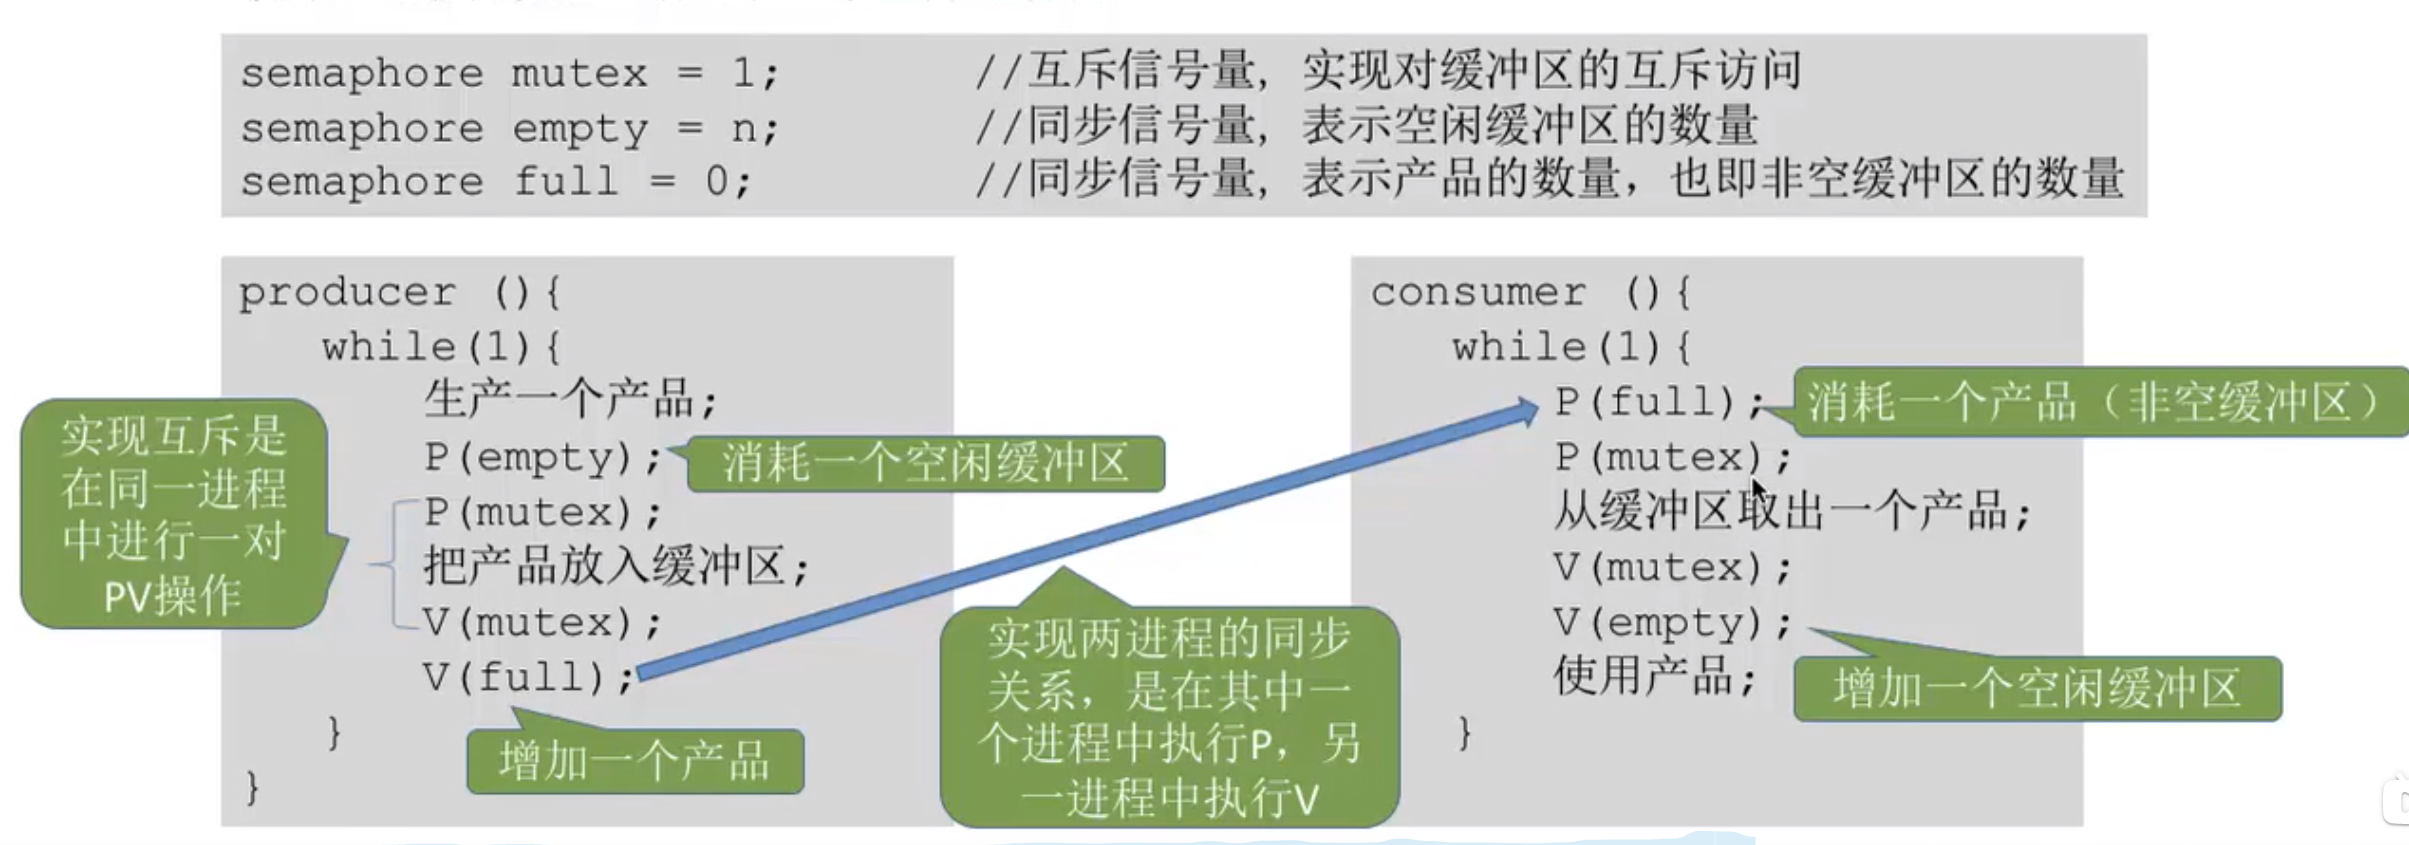 semaphore mutex = 1; //互斥信号量, 实现对缓冲区的互斥访问
semaphore empty = n; //同步信号量, 表示空闲缓冲区的数量
semaphore full = 0; //同步信号量, 表示产品的数量, 也即非空缓冲区的数量
producer (){
while(1){
生产一个产品;
P(empty);
消耗一个空闲缓冲区
P(mutex);
把产品放入缓冲区;
V(mutex);
V(full);
增加一个产品
}
}
实现互斥是
在同一进程
中进行一对
PV操作
实现两进程的同步
关系，是在其中一
个进程中执行P，另
一进程中执行V
consumer (){
while(1){
P(full);
消耗一个产品（非空缓冲区）
P(mutex);
从缓冲区取出一个产品;
V(mutex);
V(empty);
增加一个空闲缓冲区
使用产品;
}